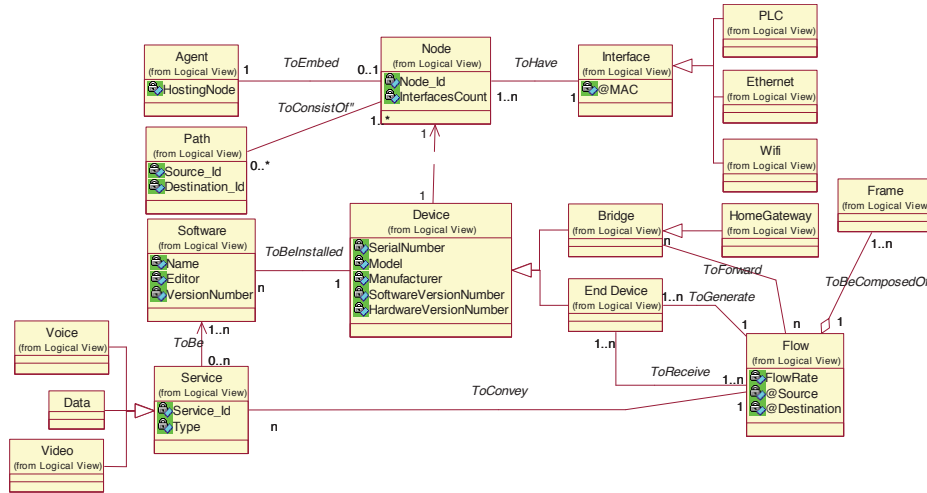 PLC
(from Logical View)
Agent
(from Logical View)
HostingNode
1
ToEmbed
0..1
Node
(from Logical View)
Node_Id
InterfacesCount
ToHave
1..n
1
Interface
(from Logical View)
@MAC
Ethernet
(from Logical View)
Wifi
(from Logical View)
ToConsistOf"
1..*
Path
(from Logical View)
Source_Id
Destination_Id
0..*
1
1
Software
(from Logical View)
Name
Editor
VersionNumber
ToBeInstalled
n
1
Device
(from Logical View)
SerialNumber
Model
Manufacturer
SoftwareVersionNumber
HardwareVersionNumber
Bridge
(from Logical View)
n
HomeGateway
(from Logical View)
Frame
(from Logical View)
1..n
ToForward
ToBeComposedOf
End Device
(from Logical View)
1..n
ToGenerate
1
n
1
1..n
ToReceive
1..n
Flow
(from Logical View)
FlowRate
@Source
@Destination
1..n
ToBe
0..n
Voice
(from Logical View)
Data
(from Logical View)
Video
(from Logical View)
Service
(from Logical View)
Service_Id
Type
n
ToConvey
1